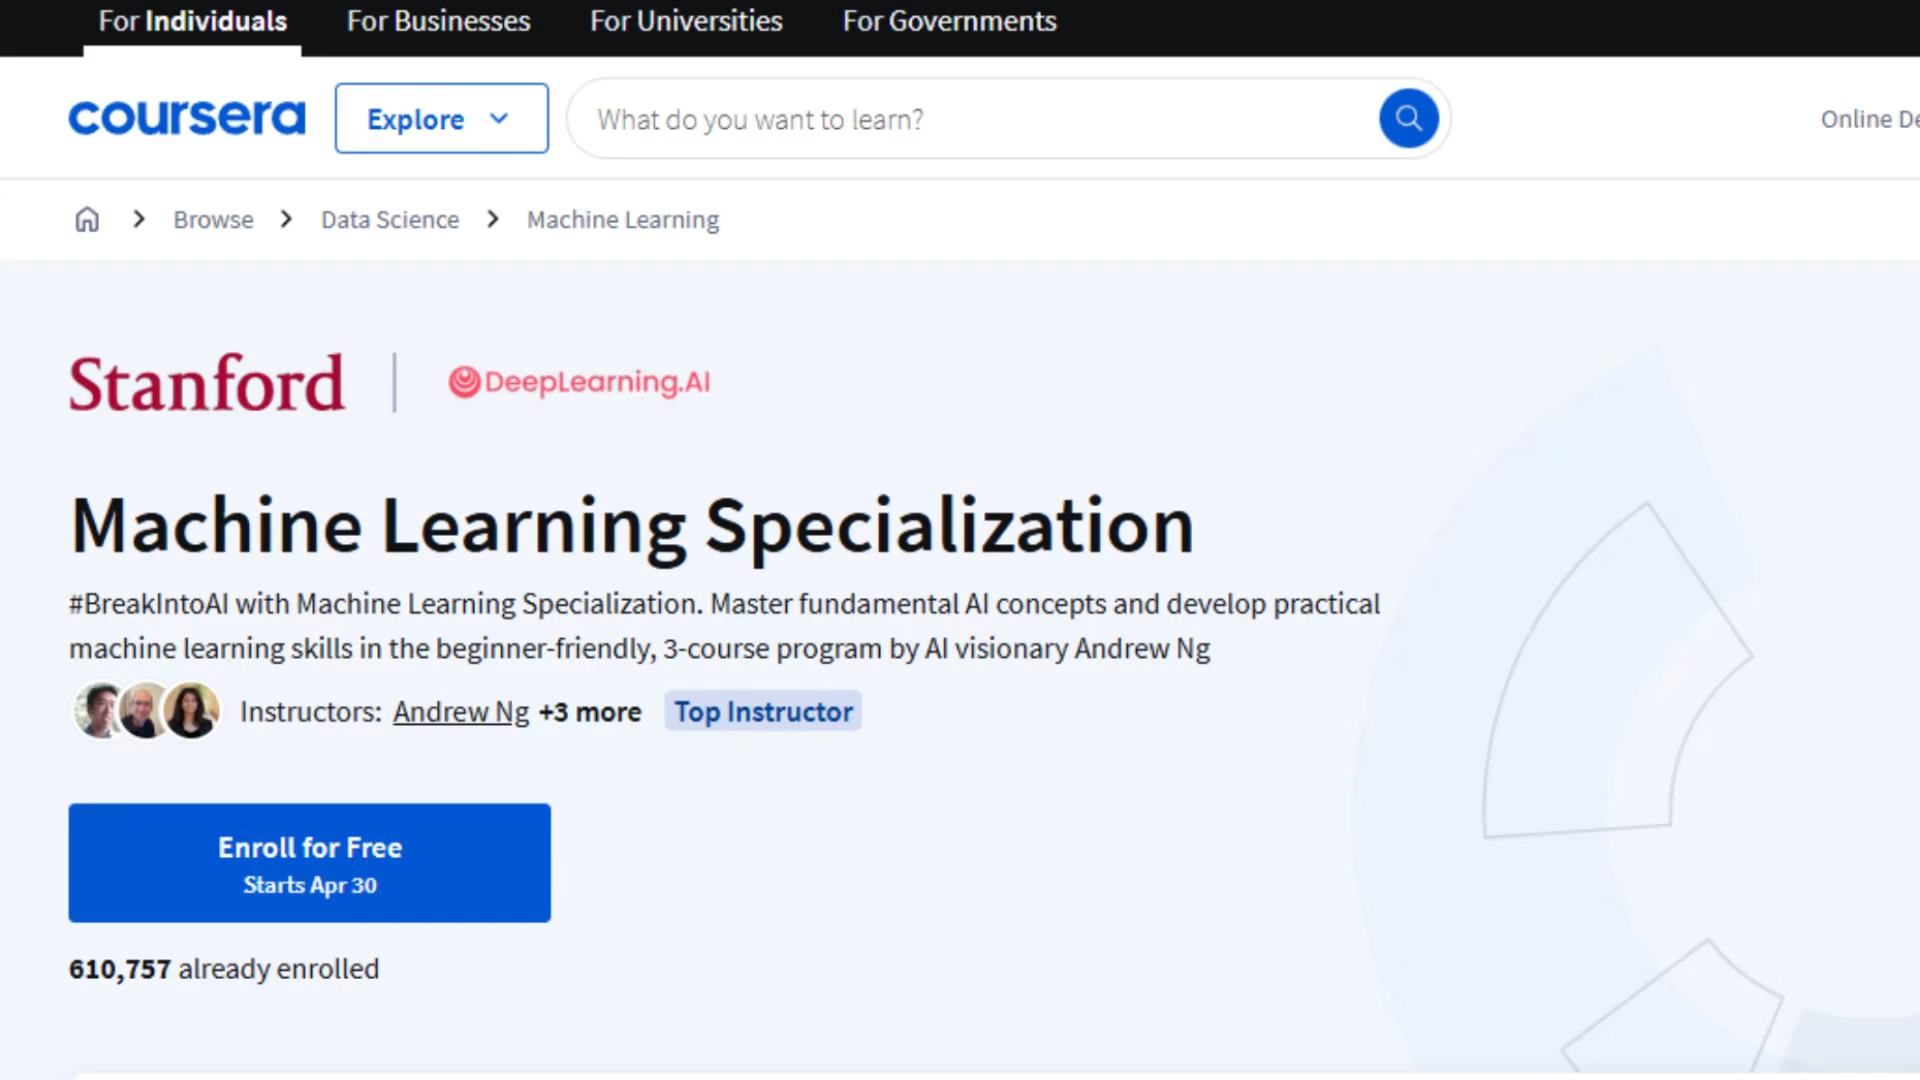 For Individuals For Businesses For Universities For Governments
coursera Explore What do you want to learn? Online
Browse Data Science Machine Learning
Stanford DeepLearning.AI
Machine Learning Specialization
#BreakIntoAI with Machine Learning Specialization. Master fundamental AI concepts and develop practical
machine learning skills in the beginner-friendly, 3-course program by AI visionary Andrew Ng
Instructors: Andrew Ng +3 more Top Instructor
Enroll for Free
Starts Apr 30
610,757 already enrolled